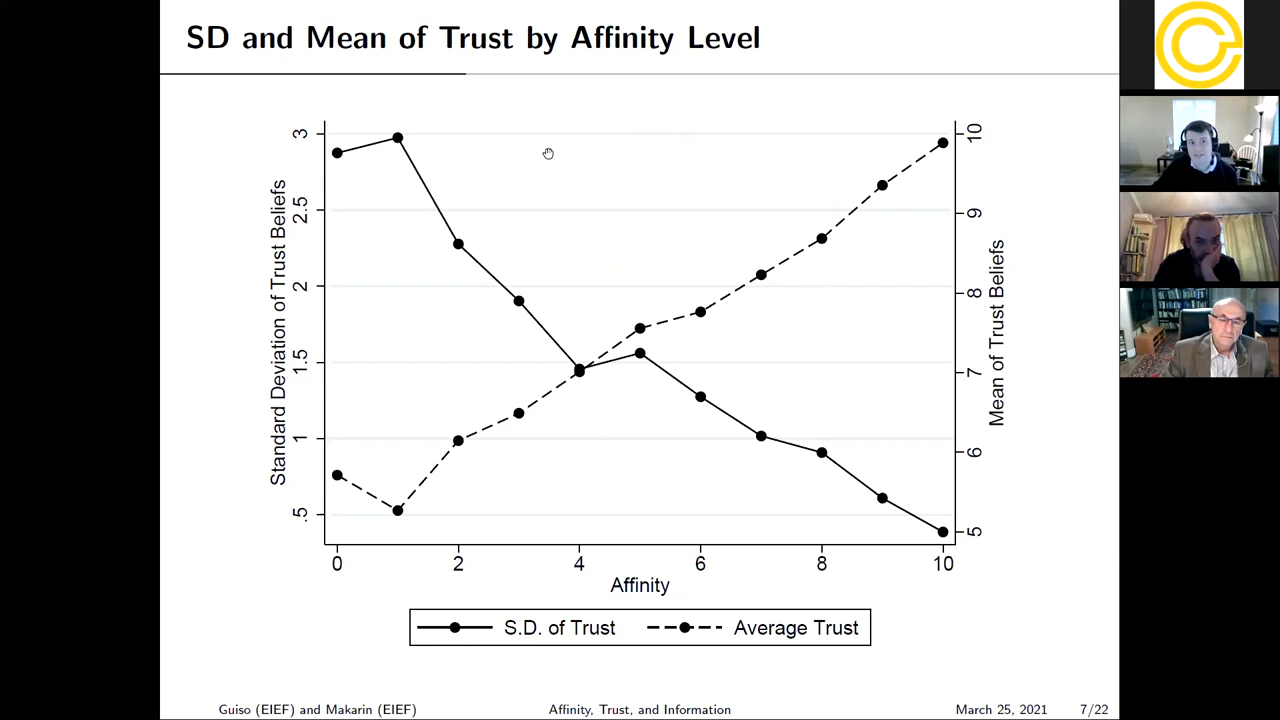 SD and Mean of Trust by Affinity Level
Standard Deviation of Trust Beliefs
3
2.5
2
1.5
1
.5
10
9
8
7
6
5
Mean of Trust Beliefs
0 2 4 6 8 10
Affinity
S.D. of Trust Average Trust
Guiso (EIEF) and Makarin (EIEF) Affinity, Trust, and Information March 25, 2021 7/22